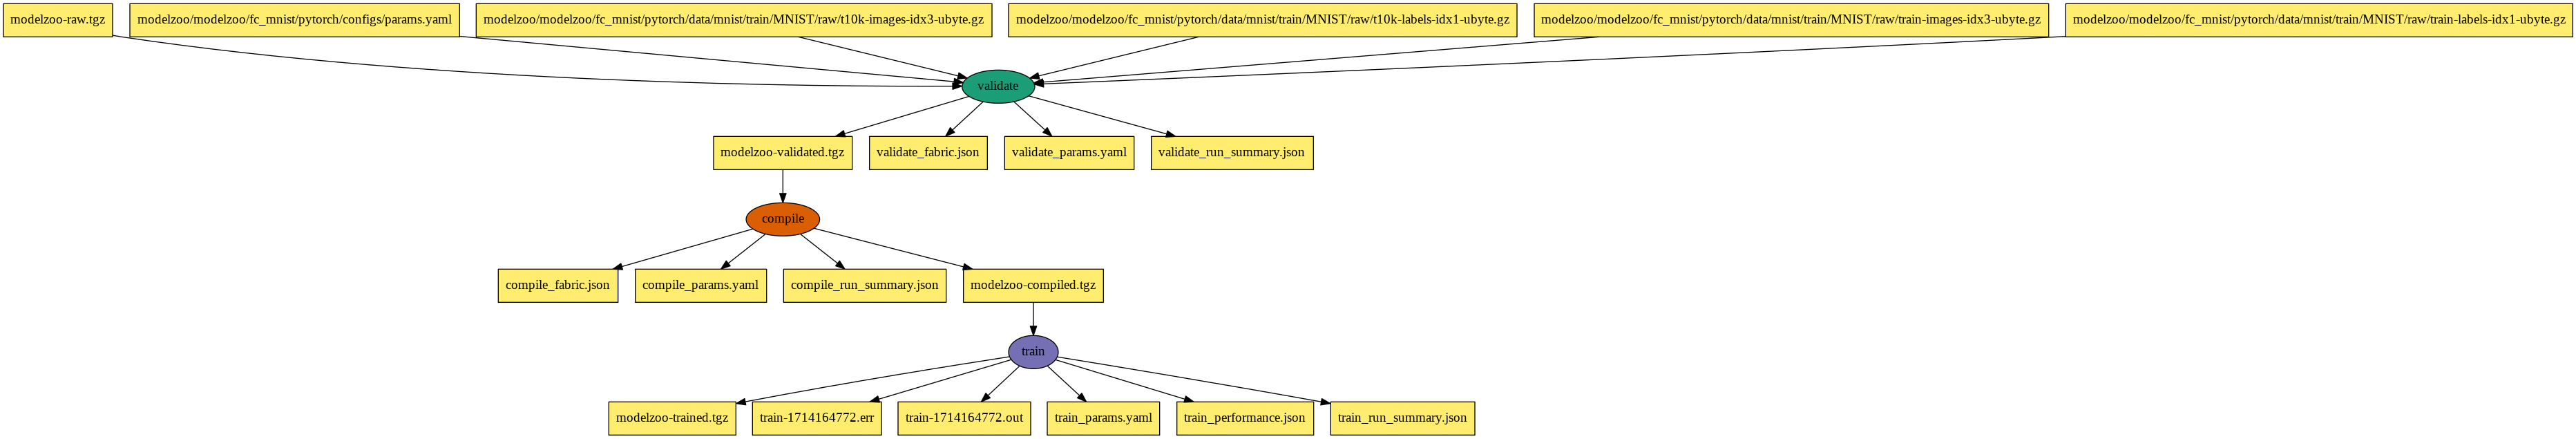 modelzoo-raw.tgz
modelzoo/modelzoo/fc_mnist/pytorch/configs/params.yaml
modelzoo/modelzoo/fc_mnist/pytorch/data/mnist/train/MNIST/raw/t10k-images-idx3-ubyte.gz
modelzoo/modelzoo/fc_mnist/pytorch/data/mnist/train/MNIST/raw/t10k-labels-idx1-ubyte.gz
modelzoo/modelzoo/fc_mnist/pytorch/data/mnist/train/MNIST/raw/train-images-idx3-ubyte.gz
modelzoo/modelzoo/fc_mnist/pytorch/data/mnist/train/MNIST/raw/train-labels-idx1-ubyte.gz
validate
modelzoo-validated.tgz
validate_fabric.json
validate_params.yaml
validate_run_summary.json
compile
compile_fabric.json
compile_params.yaml
compile_run_summary.json
modelzoo-compiled.tgz
train
modelzoo-trained.tgz
train-1714164772.err
train-1714164772.out
train_params.yaml
train_performance.json
train_run_summary.json